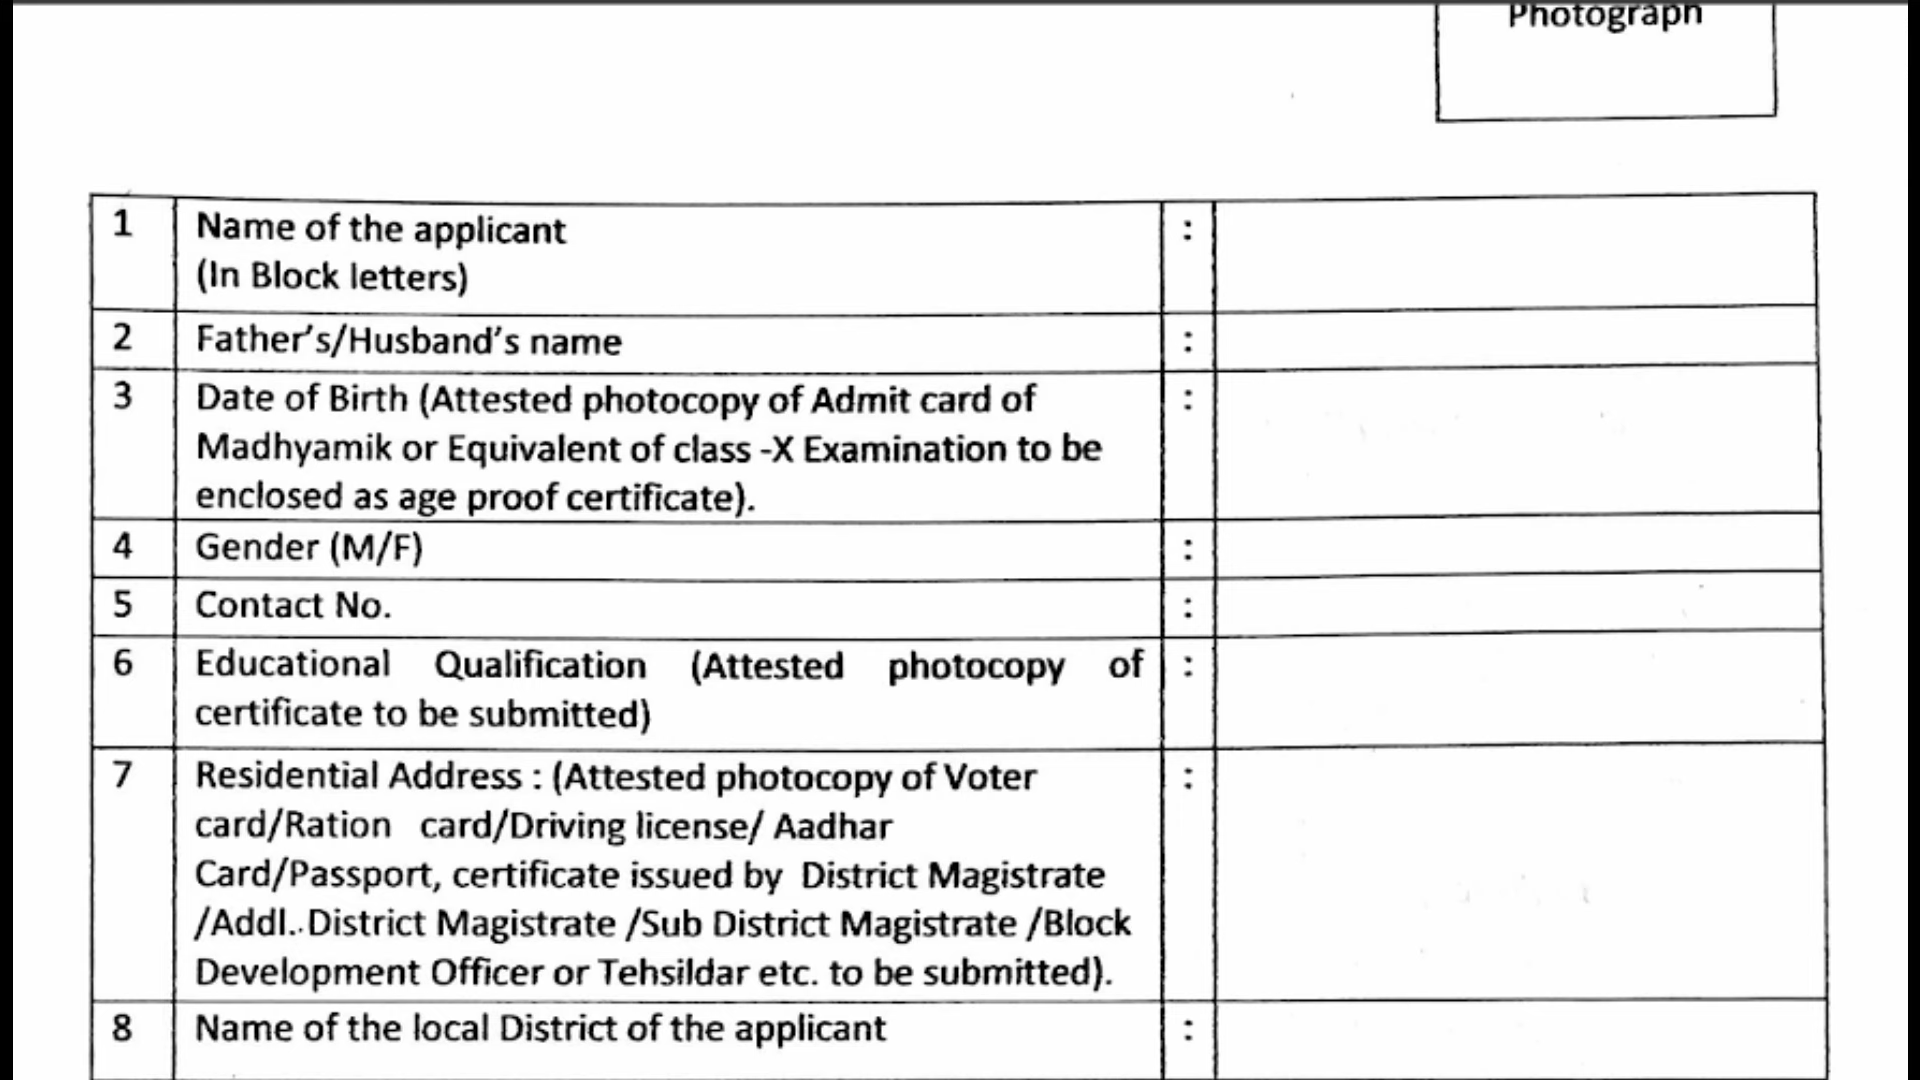 Photograph
1 Name of the applicant :
(In Block letters)
2 Father's/Husband's name :
3 Date of Birth (Attested photocopy of Admit card of :
Madhyamik or Equivalent of class -X Examination to be
enclosed as age proof certificate).
4 Gender (M/F) :
5 Contact No. :
6 Educational Qualification (Attested photocopy of :
certificate to be submitted)
7 Residential Address : (Attested photocopy of Voter :
card/Ration card/Driving license/ Aadhar
Card/Passport, certificate issued by District Magistrate
/Addl. District Magistrate /Sub District Magistrate /Block
Development Officer or Tehsildar etc. to be submitted).
8 Name of the local District of the applicant :